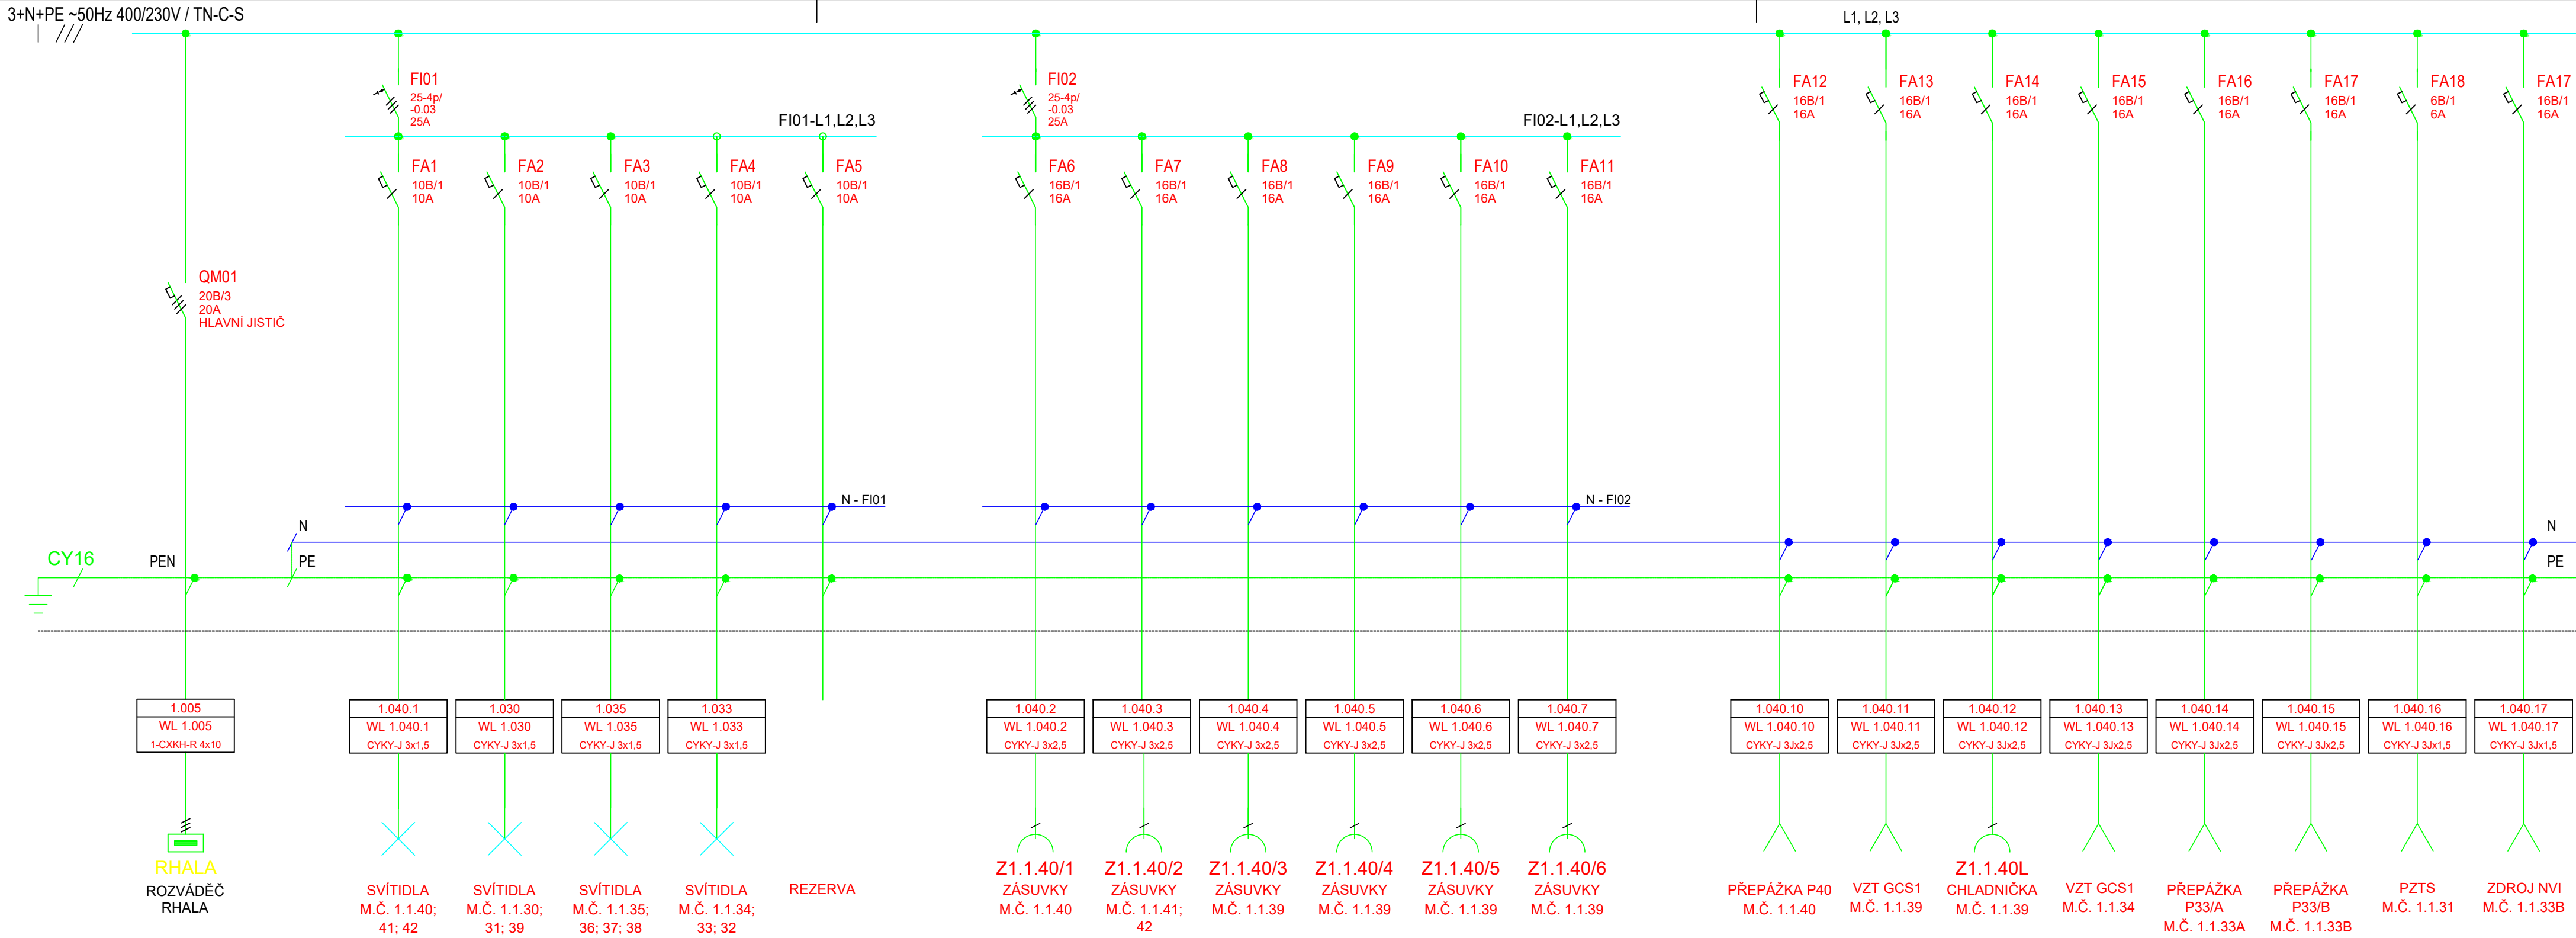 3+N+PE ~50Hz 400/230V / TN-C-S
L1, L2, L3
FI01
25-4p/
-0.03
25A
FI01-L1,L2,L3
FI02
25-4p/
-0.03
25A
FI02-L1,L2,L3
FA12
16B/1
16A
FA13
16B/1
16A
FA14
16B/1
16A
FA15
16B/1
16A
FA16
16B/1
16A
FA17
16B/1
16A
FA18
6B/1
6A
FA17
16B/1
16A
FA1
10B/1
10A
FA2
10B/1
10A
FA3
10B/1
10A
FA4
10B/1
10A
FA5
10B/1
10A
FA6
16B/1
16A
FA7
16B/1
16A
FA8
16B/1
16A
FA9
16B/1
16A
FA10
16B/1
16A
FA11
16B/1
16A
QM01
20B/3
20A
HLAVNÍ JISTIČ
N - FI01
N - FI02
N
N
CY16
PEN
PE
PE
1.005
WL 1.005
1-CXKH-R 4x10
1.040.1
WL 1.040.1
CYKY-J 3x1,5
1.030
WL 1.030
CYKY-J 3x1,5
1.035
WL 1.035
CYKY-J 3x1,5
1.033
WL 1.033
CYKY-J 3x1,5
1.040.2
WL 1.040.2
CYKY-J 3x2,5
1.040.3
WL 1.040.3
CYKY-J 3x2,5
1.040.4
WL 1.040.4
CYKY-J 3x2,5
1.040.5
WL 1.040.5
CYKY-J 3x2,5
1.040.6
WL 1.040.6
CYKY-J 3x2,5
1.040.7
WL 1.040.7
CYKY-J 3x2,5
1.040.10
WL 1.040.10
CYKY-J 3Jx2,5
1.040.11
WL 1.040.11
CYKY-J 3Jx2,5
1.040.12
WL 1.040.12
CYKY-J 3Jx2,5
1.040.13
WL 1.040.13
CYKY-J 3Jx2,5
1.040.14
WL 1.040.14
CYKY-J 3Jx2,5
1.040.15
WL 1.040.15
CYKY-J 3Jx2,5
1.040.16
WL 1.040.16
CYKY-J 3Jx1,5
1.040.17
WL 1.040.17
CYKY-J 3Jx1,5
RHALA
ROZVÁDĚČ
RHALA
SVÍTIDLA
M.Č. 1.1.40;
41; 42
SVÍTIDLA
M.Č. 1.1.30;
31; 39
SVÍTIDLA
M.Č. 1.1.35;
36; 37; 38
SVÍTIDLA
M.Č. 1.1.34;
33; 32
REZERVA
Z1.1.40/1
ZÁSUVKY
M.Č. 1.1.40
Z1.1.40/2
ZÁSUVKY
M.Č. 1.1.41;
42
Z1.1.40/3
ZÁSUVKY
M.Č. 1.1.39
Z1.1.40/4
ZÁSUVKY
M.Č. 1.1.39
Z1.1.40/5
ZÁSUVKY
M.Č. 1.1.39
Z1.1.40/6
ZÁSUVKY
M.Č. 1.1.39
PŘEPÁŽKA P40
M.Č. 1.1.40
VZT GCS1
M.Č. 1.1.39
Z1.1.40L
CHLADNIČKA
M.Č. 1.1.39
VZT GCS1
M.Č. 1.1.34
PŘEPÁŽKA
P33/A
M.Č. 1.1.33A
PŘEPÁŽKA
P33/B
M.Č. 1.1.33B
PZTS
M.Č. 1.1.31
ZDROJ NVI
M.Č. 1.1.33B